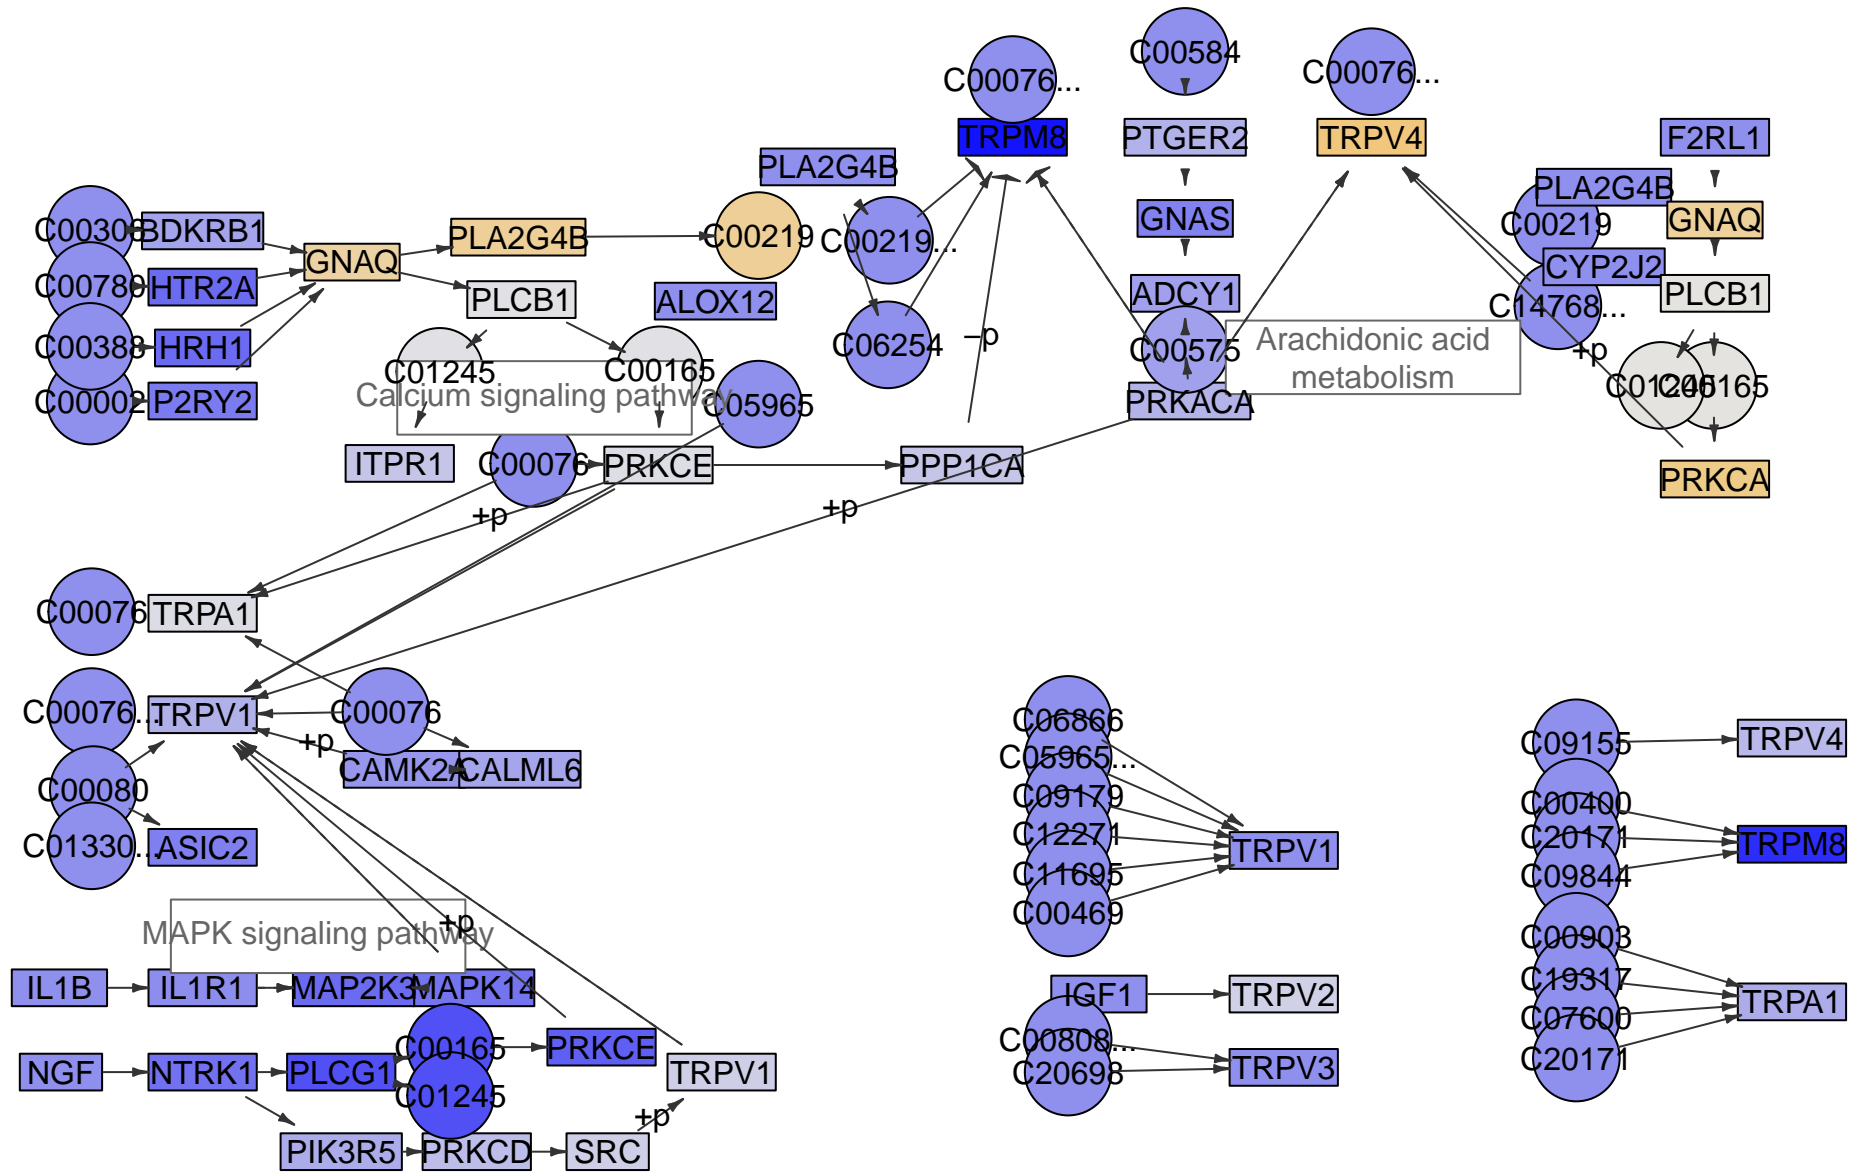 C00584
C00076...
C00076...
TRPM8
PTGER2
TRPV4
F2RL1
PLA2G4B
PLA2G4B
C00219
GNAS
GNAQ
BDKRB1
PLA2G4B
C00219
C00219...
GNAQ
CYP2J2
C00780
HTR2A
PLCB1
ALOX12
ADCY1
PLCB1
C14768...
C00388
HRH1
C06254
–p
C00575
Arachidonic acid
metabolism
+p
C01245
C00165
Calcium signaling pathway
C05965
C00002
P2RY2
PRKACA
C01245
C00165
ITPR1
C00076
PRKCE
PPP1CA
PRKCA
+p
+p
C00076
TRPA1
C00076...
TRPV1
C00076
+p
C00080
CAMK2A
CALML6
C01330...
ASIC2
C06866
C05965...
C09179
C12271
C11695
C00469
TRPV1
C09155
TRPV4
C00400
C20171
C09844
TRPM8
MAPK signaling pathway
+p
C00903
C19317
C07600
C20171
TRPA1
IL1B
IL1R1
MAP2K3
MAPK14
IGF1
TRPV2
C00808...
C20698
TRPV3
NGF
NTRK1
PLCG1
C00165
C01245
PRKCE
TRPV1
+p
PIK3R5
PRKCD
SRC